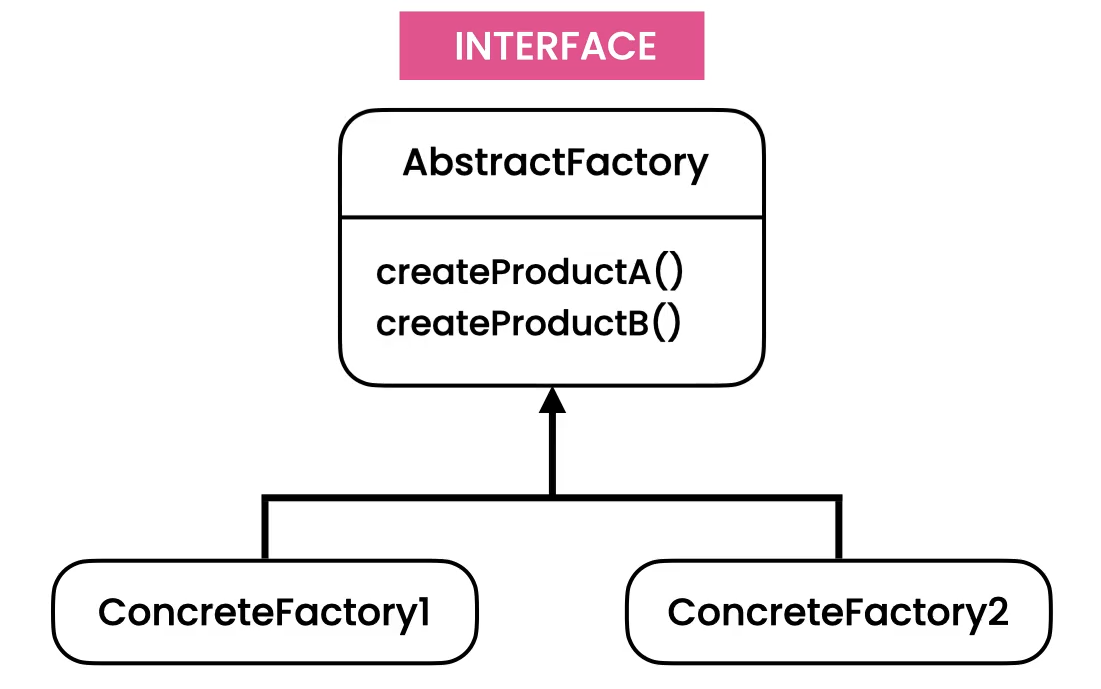 INTERFACE
AbstractFactory
createProductA()
createProductB()
ConcreteFactory1
ConcreteFactory2